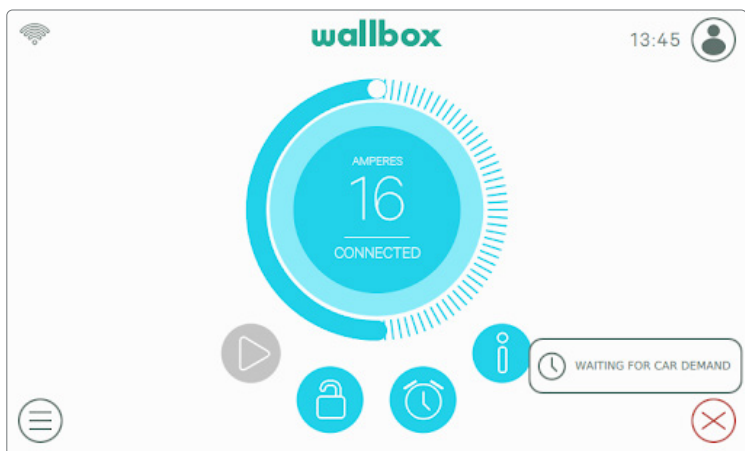 wallbox
13:45
AMPERES
16
CONNECTED
WAITING FOR CAR DEMAND